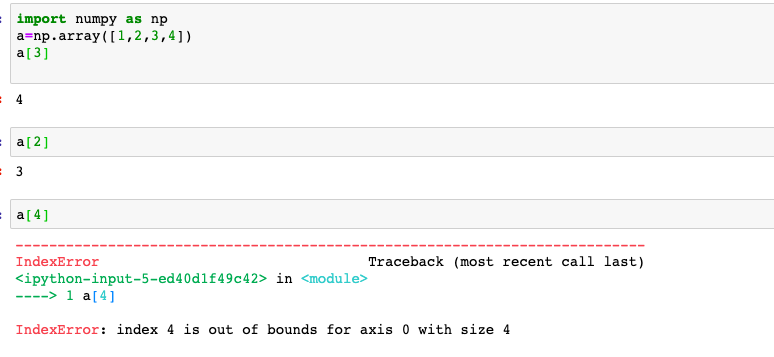 import numpy as np
a=np.array([1,2,3,4])
a[3]
4
a[2]
3
a[4]
---------------------------------------------------------------------------
IndexError                                Traceback (most recent call last)
<ipython-input-5-ed40d1f49c42> in <module>
----> 1 a[4]
IndexError: index 4 is out of bounds for axis 0 with size 4